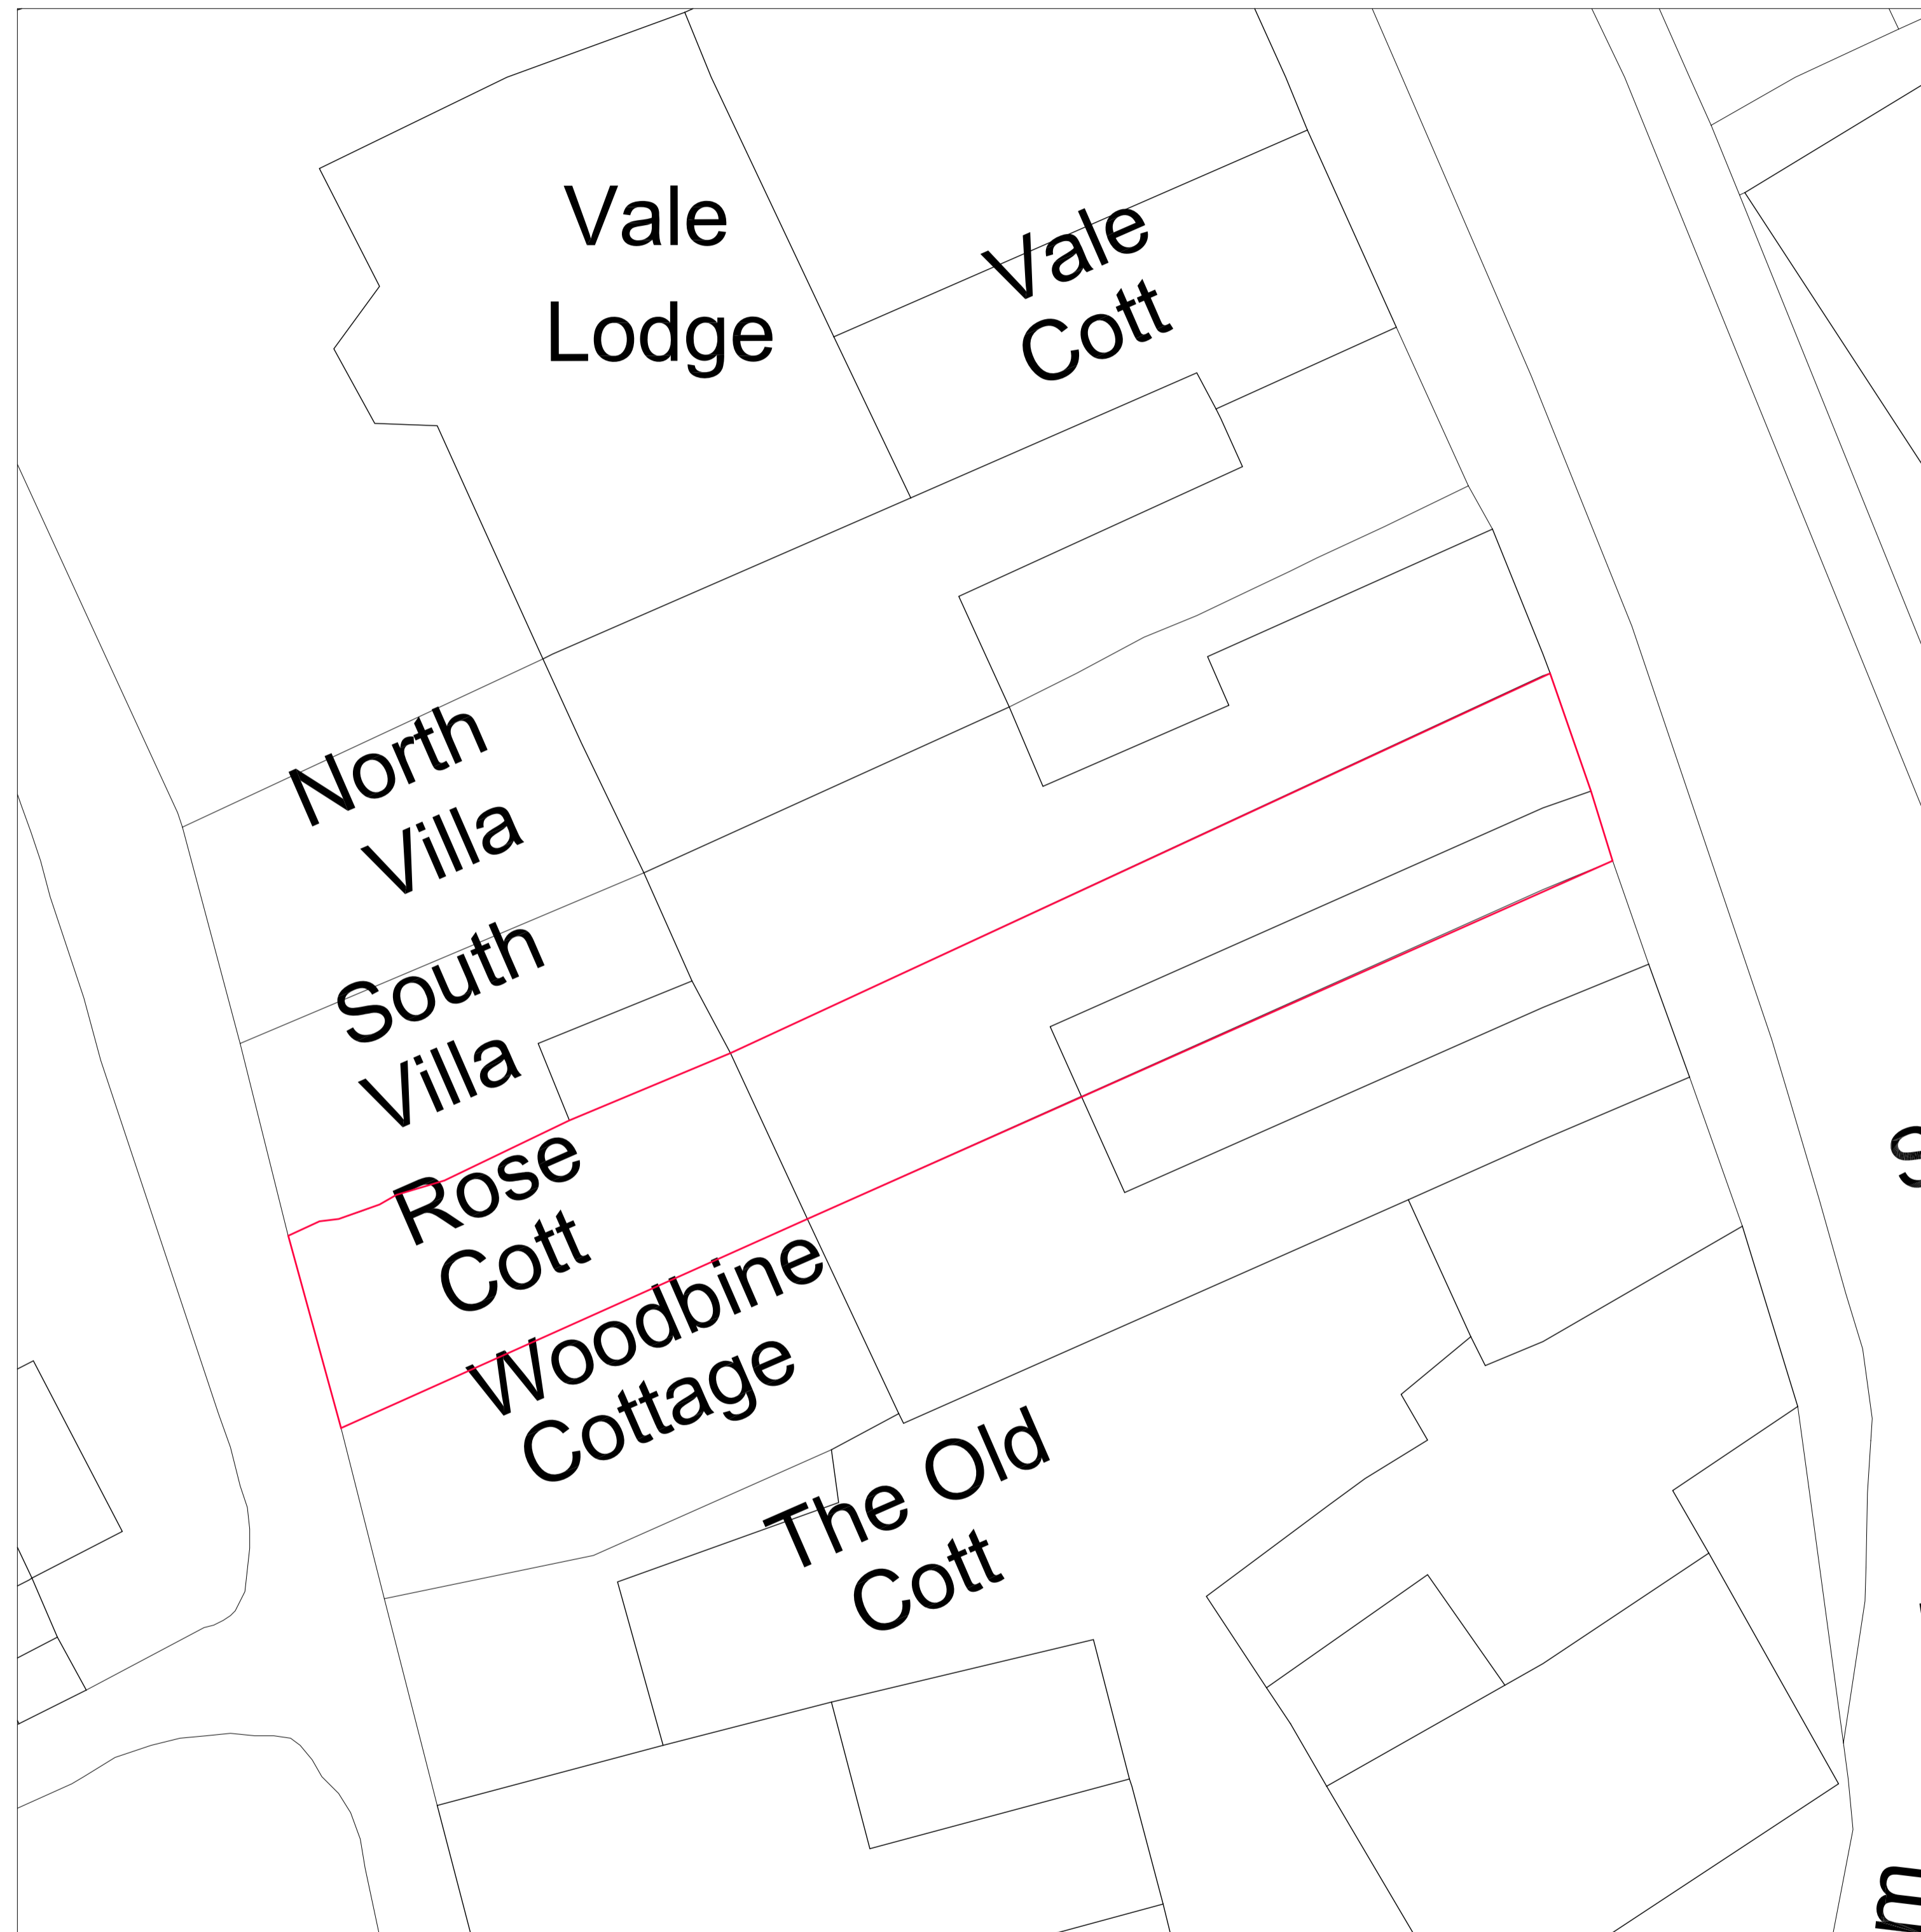 Vale
Lodge
Vale
Cott
North
Villa
South
Villa
Rose
Cott
Woodbine
Cottage
The Old
Cott
S
m